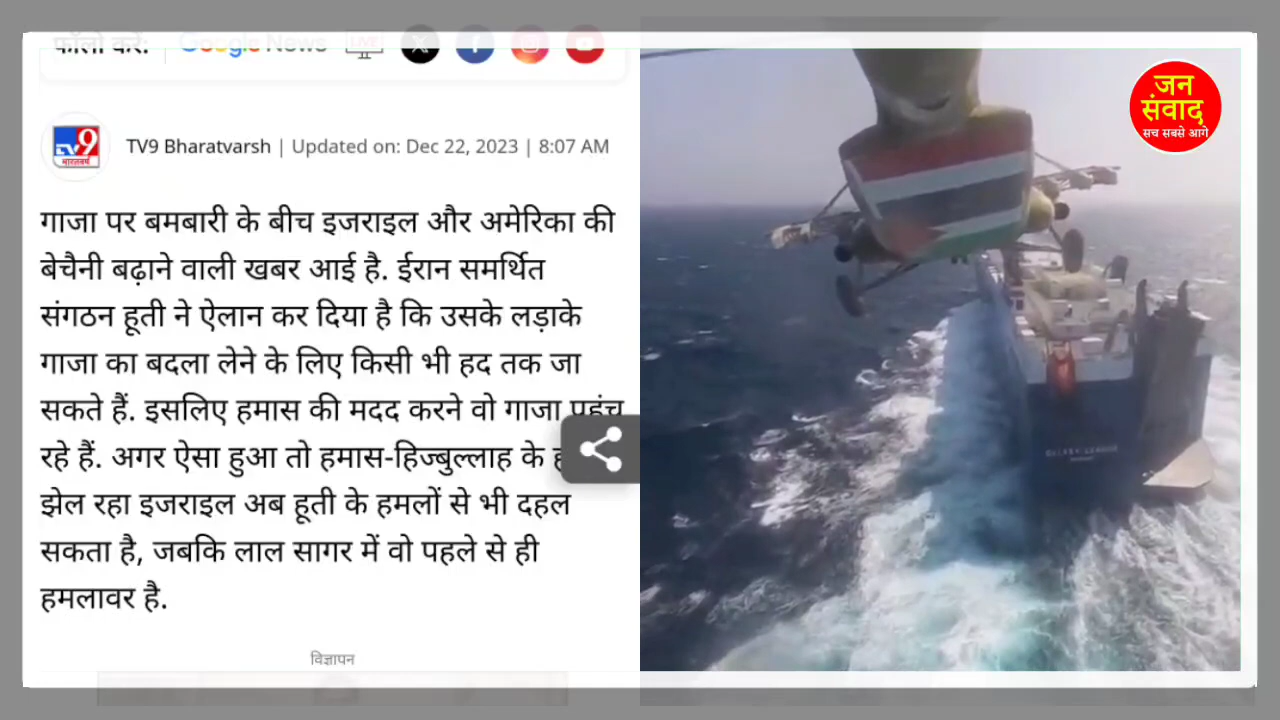 फॉलो करें: Google News LIVE
जन
संवाद
सच सबसे आगे
TV9 Bharatvarsh | Updated on: Dec 22, 2023 | 8:07 AM
TV9
भारतवर्ष
गाजा पर बमबारी के बीच इजराइल और अमेरिका की
बेचैनी बढ़ाने वाली खबर आई है. ईरान समर्थित
संगठन हूती ने ऐलान कर दिया है कि उसके लड़ाके
गाजा का बदला लेने के लिए किसी भी हद तक जा
सकते हैं. इसलिए हमास की मदद करने वो गाजा पहुंच
रहे हैं. अगर ऐसा हुआ तो हमास-हिज्बुल्लाह के
झेल रहा इजराइल अब हूती के हमलों से भी दहल
सकता है, जबकि लाल सागर में वो पहले से ही
हमलावर है.
GALAXY LEADER
विज्ञापन